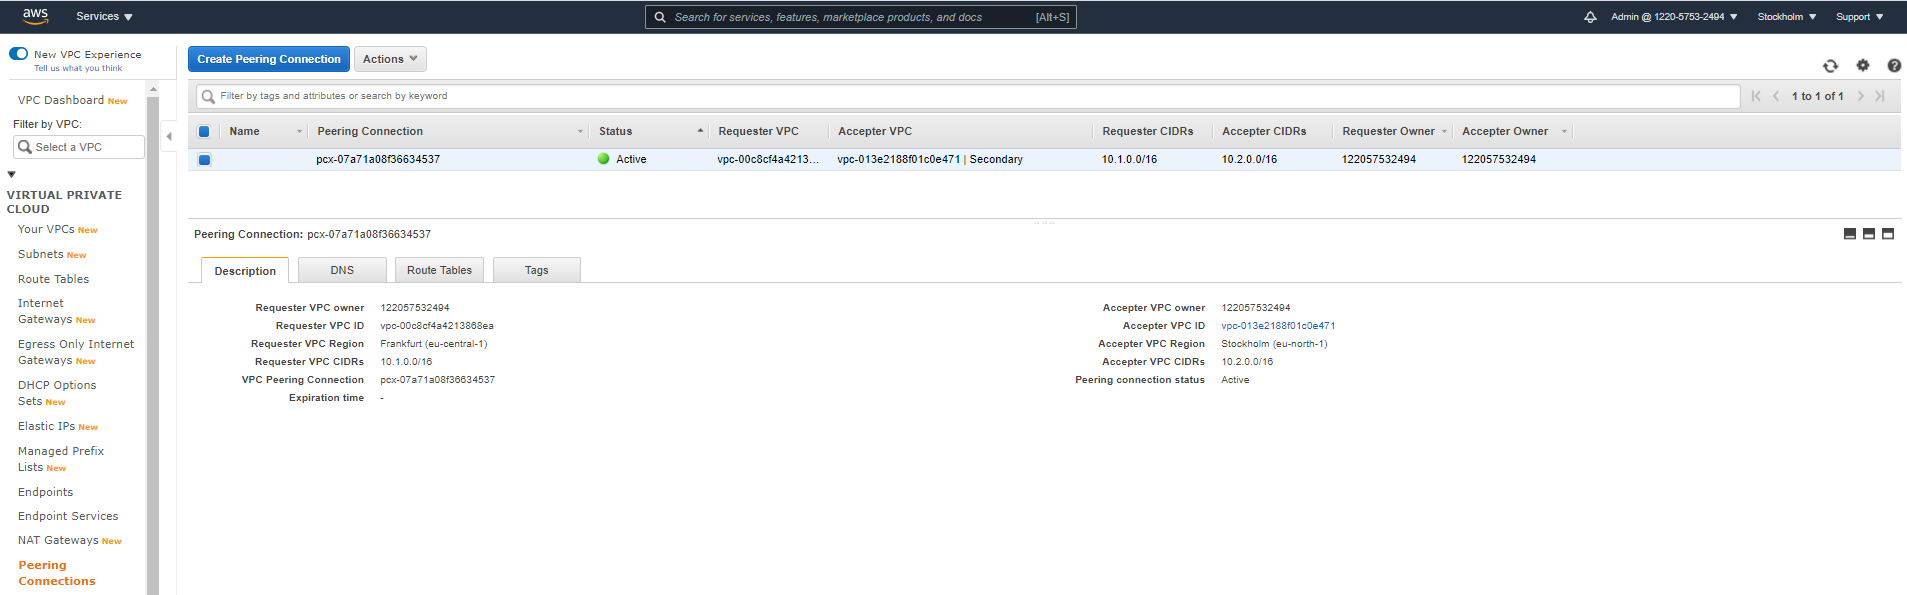 aws Services Search for services, features, marketplace products, and docs [Alt+S] Admin @ 1220-5753-2494 Stockholm Support
New VPC Experience
Tell us what you think
VPC Dashboard New
Filter by VPC:
Select a VPC
VIRTUAL PRIVATE
CLOUD
Your VPCs New
Subnets New
Route Tables
Internet
Gateways New
Egress Only Internet
Gateways New
DHCP Options
Sets New
Elastic IPs New
Managed Prefix
Lists New
Endpoints
Endpoint Services
NAT Gateways New
Peering
Connections
Create Peering Connection Actions
Filter by tags and attributes or search by keyword 1 to 1 of 1
Name Peering Connection Status Requester VPC Accepter VPC Requester CIDRs Accepter CIDRs Requester Owner Accepter Owner
pcx-07a71a08f36634537 Active vpc-00c8cf4a4213... vpc-013e2188f01c0e471 | Secondary 10.1.0.0/16 10.2.0.0/16 122057532494 122057532494
Peering Connection: pcx-07a71a08f36634537
Description DNS Route Tables Tags
Requester VPC owner 122057532494 Accepter VPC owner 122057532494
Requester VPC ID vpc-00c8cf4a4213868ea Accepter VPC ID vpc-013e2188f01c0e471
Requester VPC Region Frankfurt (eu-central-1) Accepter VPC Region Stockholm (eu-north-1)
Requester VPC CIDRs 10.1.0.0/16 Accepter VPC CIDRs 10.2.0.0/16
VPC Peering Connection pcx-07a71a08f36634537 Peering connection status Active
Expiration time -